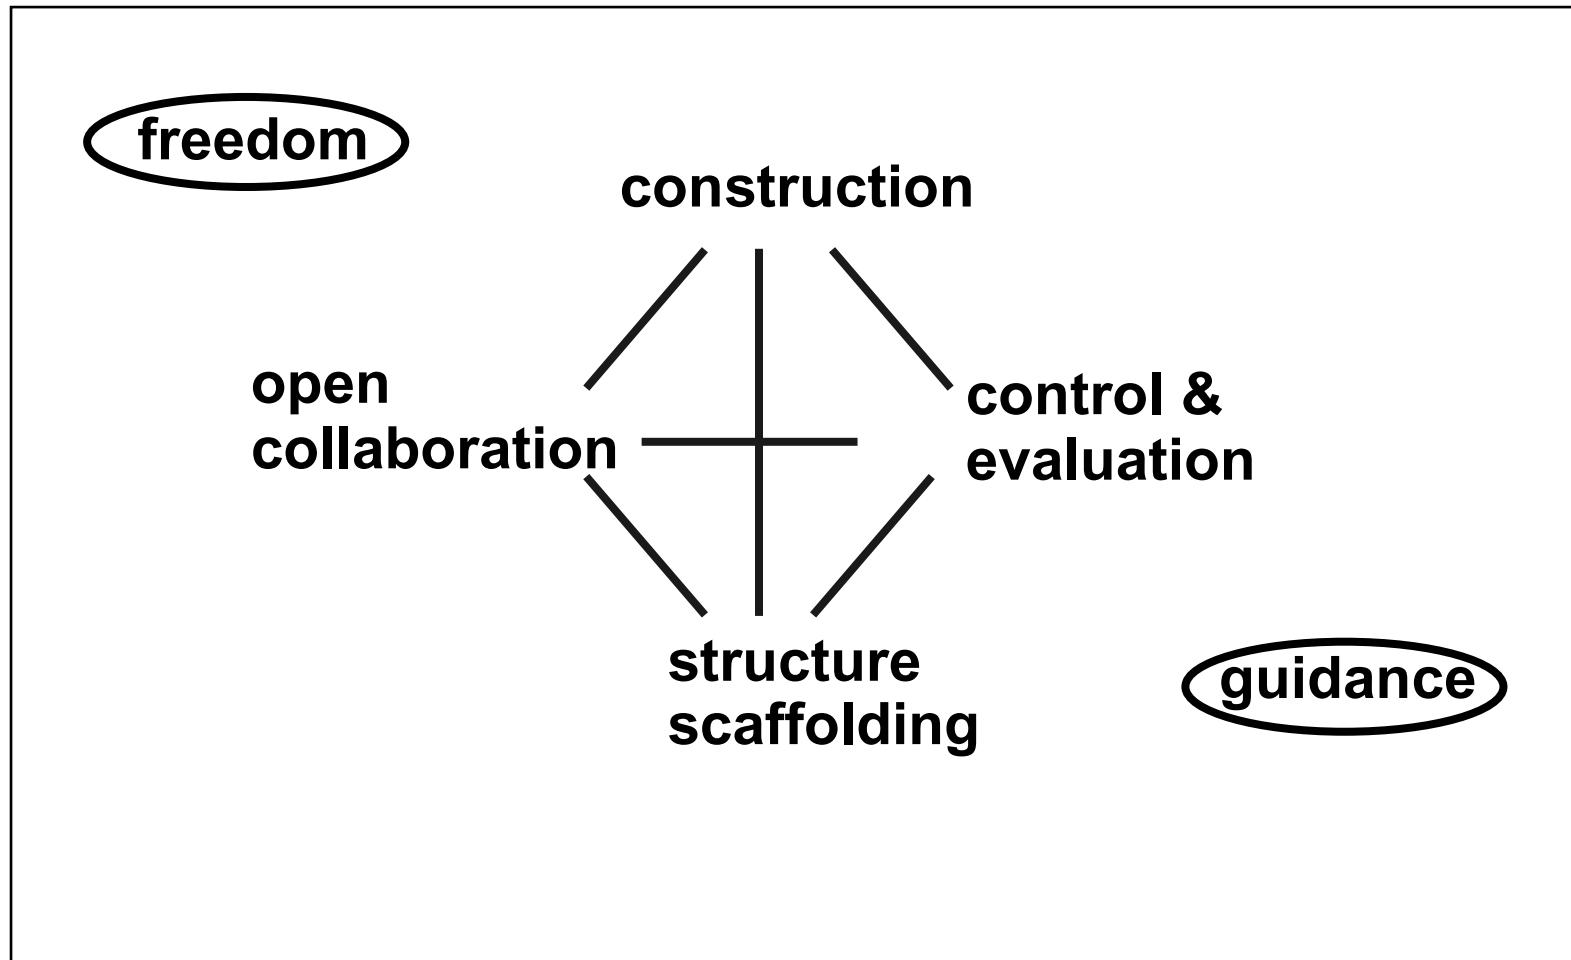 freedom
construction
open
collaboration
control &
evaluation
structure
scaffolding
guidance